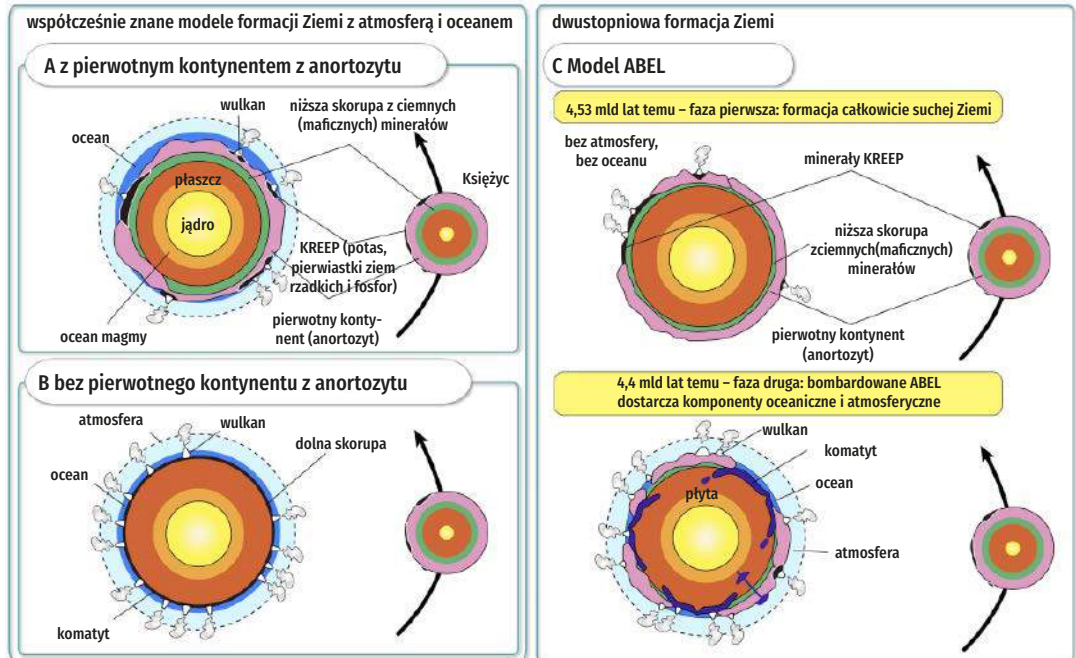 współcześnie znane modele formacji Ziemi z atmosferą i oceanem
A z pierwotnym kontynentem z anortozytu
wulkan
niższa skorupa z ciemnych
(maficznych) minerałów
ocean
płaszcz
Księżyc
jądro
KREEP (potas,
pierwiastki ziem
rzadkich i fosfor)
pierwotny konty-
nent (anortozyt)
ocean magmy
B bez pierwotnego kontynentu z anortozytu
atmosfera
wulkan
dolna skorupa
ocean
komatyt
dwustopniowa formacja Ziemi
C Model ABEL
4,53 mld lat temu – faza pierwsza: formacja całkowicie suchej Ziemi
bez atmosfery,
bez oceanu
minerały KREEP
niższa skorupa
zciemnych(maficznych)
minerałów
pierwotny kontynent
(anortozyt)
4,4 mld lat temu – faza druga: bombardowane ABEL
dostarcza komponenty oceaniczne i atmosferyczne
wulkan
komatyt
płyta
ocean
atmosfera